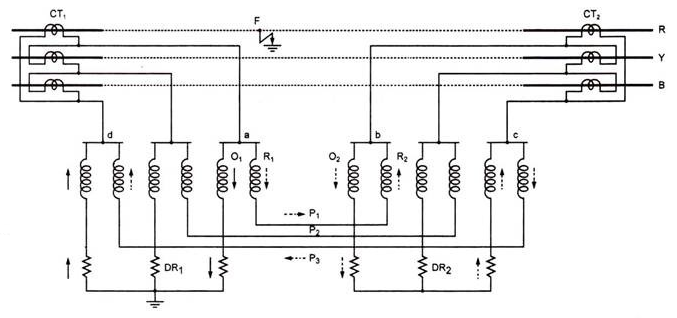 CT₁
F
CT₂
R
Y
B
d
a
b
c
O₁
R₁
O₂
R₂
P₁
P₂
P₃
DR₁
DR₂